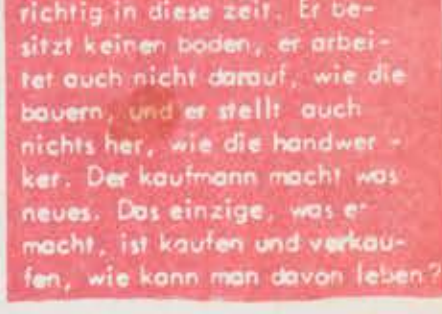 richtig in diese zeit. Er be-
sitzt keinen boden, er arbei-
tet auch nicht darauf, wie die
bauern, und er stellt auch
nichts her, wie die handwer-
ker. Der kaufmann macht was
neues. Das einzige, was er
macht, ist kaufen und verkau-
fen, wie kann man davon leben?